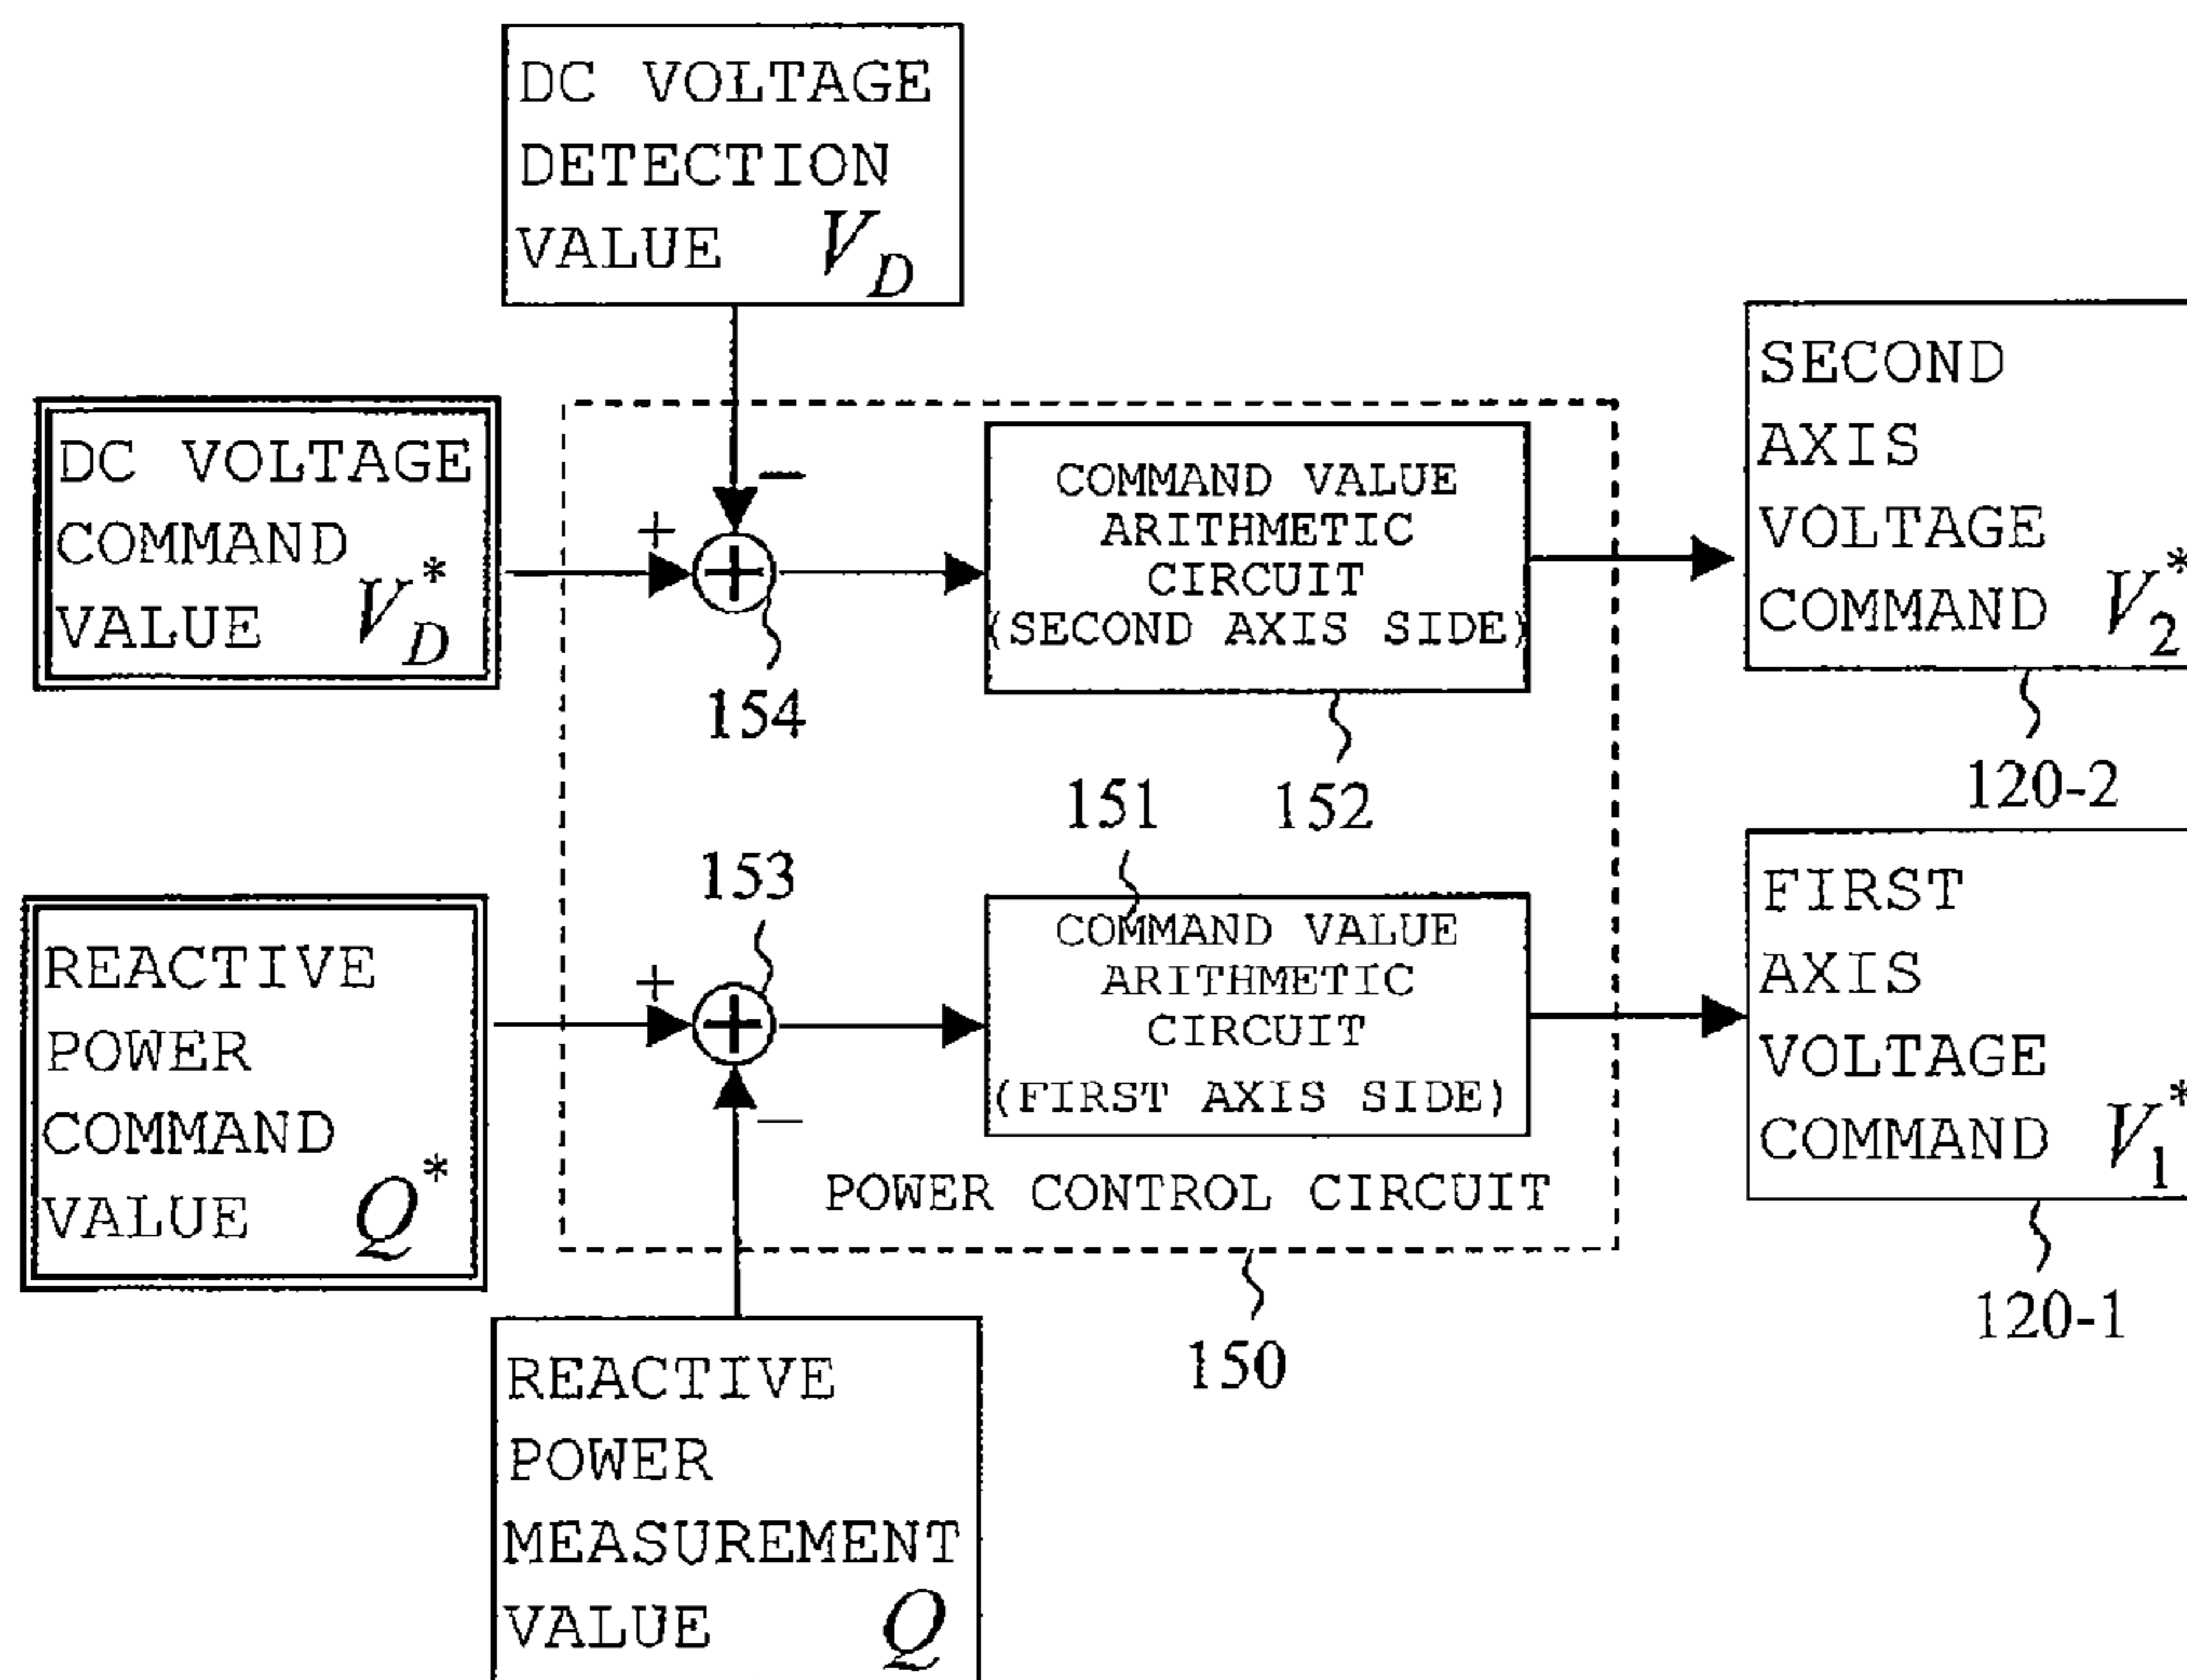 DC VOLTAGE
DETECTION
VALUE V_D
DC VOLTAGE
COMMAND
VALUE V_D^*
+
−
154
COMMAND VALUE
ARITHMETIC
CIRCUIT
(SECOND AXIS SIDE)
152
SECOND
AXIS
VOLTAGE
COMMAND V_2^*
120-2
REACTIVE
POWER
COMMAND
VALUE Q^*
+
−
153
151
COMMAND VALUE
ARITHMETIC
CIRCUIT
(FIRST AXIS SIDE)
POWER CONTROL CIRCUIT
150
FIRST
AXIS
VOLTAGE
COMMAND V_1^*
120-1
REACTIVE
POWER
MEASUREMENT
VALUE Q